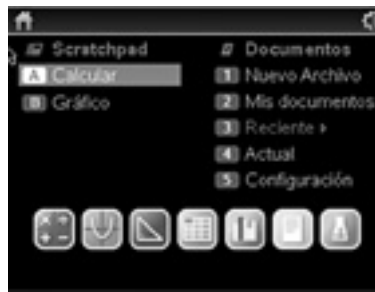 Scratchpad
A Calcular
B Gráfico
Documentos
1 Nuevo Archivo
2 Mis documentos
3 Reciente ▸
4 Actual
5 Configuración